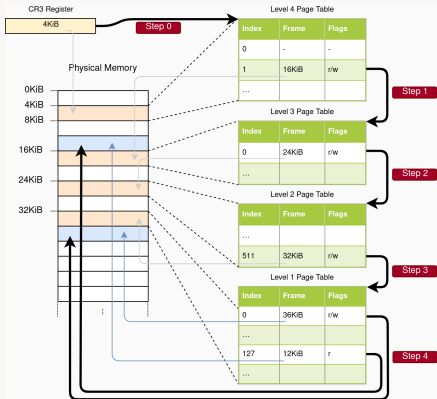 CR3 Register
4KiB
Step 0
Physical Memory
0KiB
4KiB
8KiB
16KiB
24KiB
32KiB
Level 4 Page Table
Index Frame Flags
0 - -
1 16KiB r/w
...
Step 1
Level 3 Page Table
Index Frame Flags
0 24KiB r/w
Step 2
Level 2 Page Table
Index Frame Flags
...
511 32KiB r/w
Step 3
Level 1 Page Table
Index Frame Flags
0 36KiB r/w
...
127 12KiB r
...
Step 4